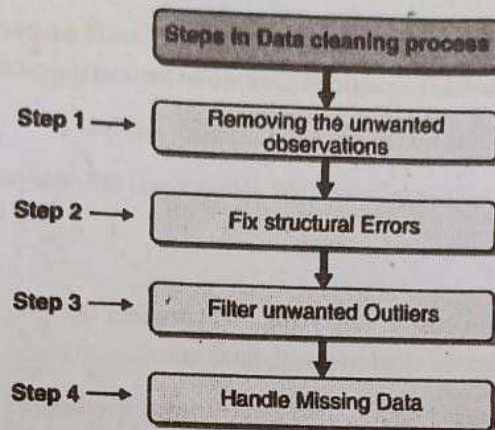 Steps in Data cleaning process
Step 1
Removing the unwanted
observations
Step 2
Fix structural Errors
Step 3
Filter unwanted Outliers
Step 4
Handle Missing Data